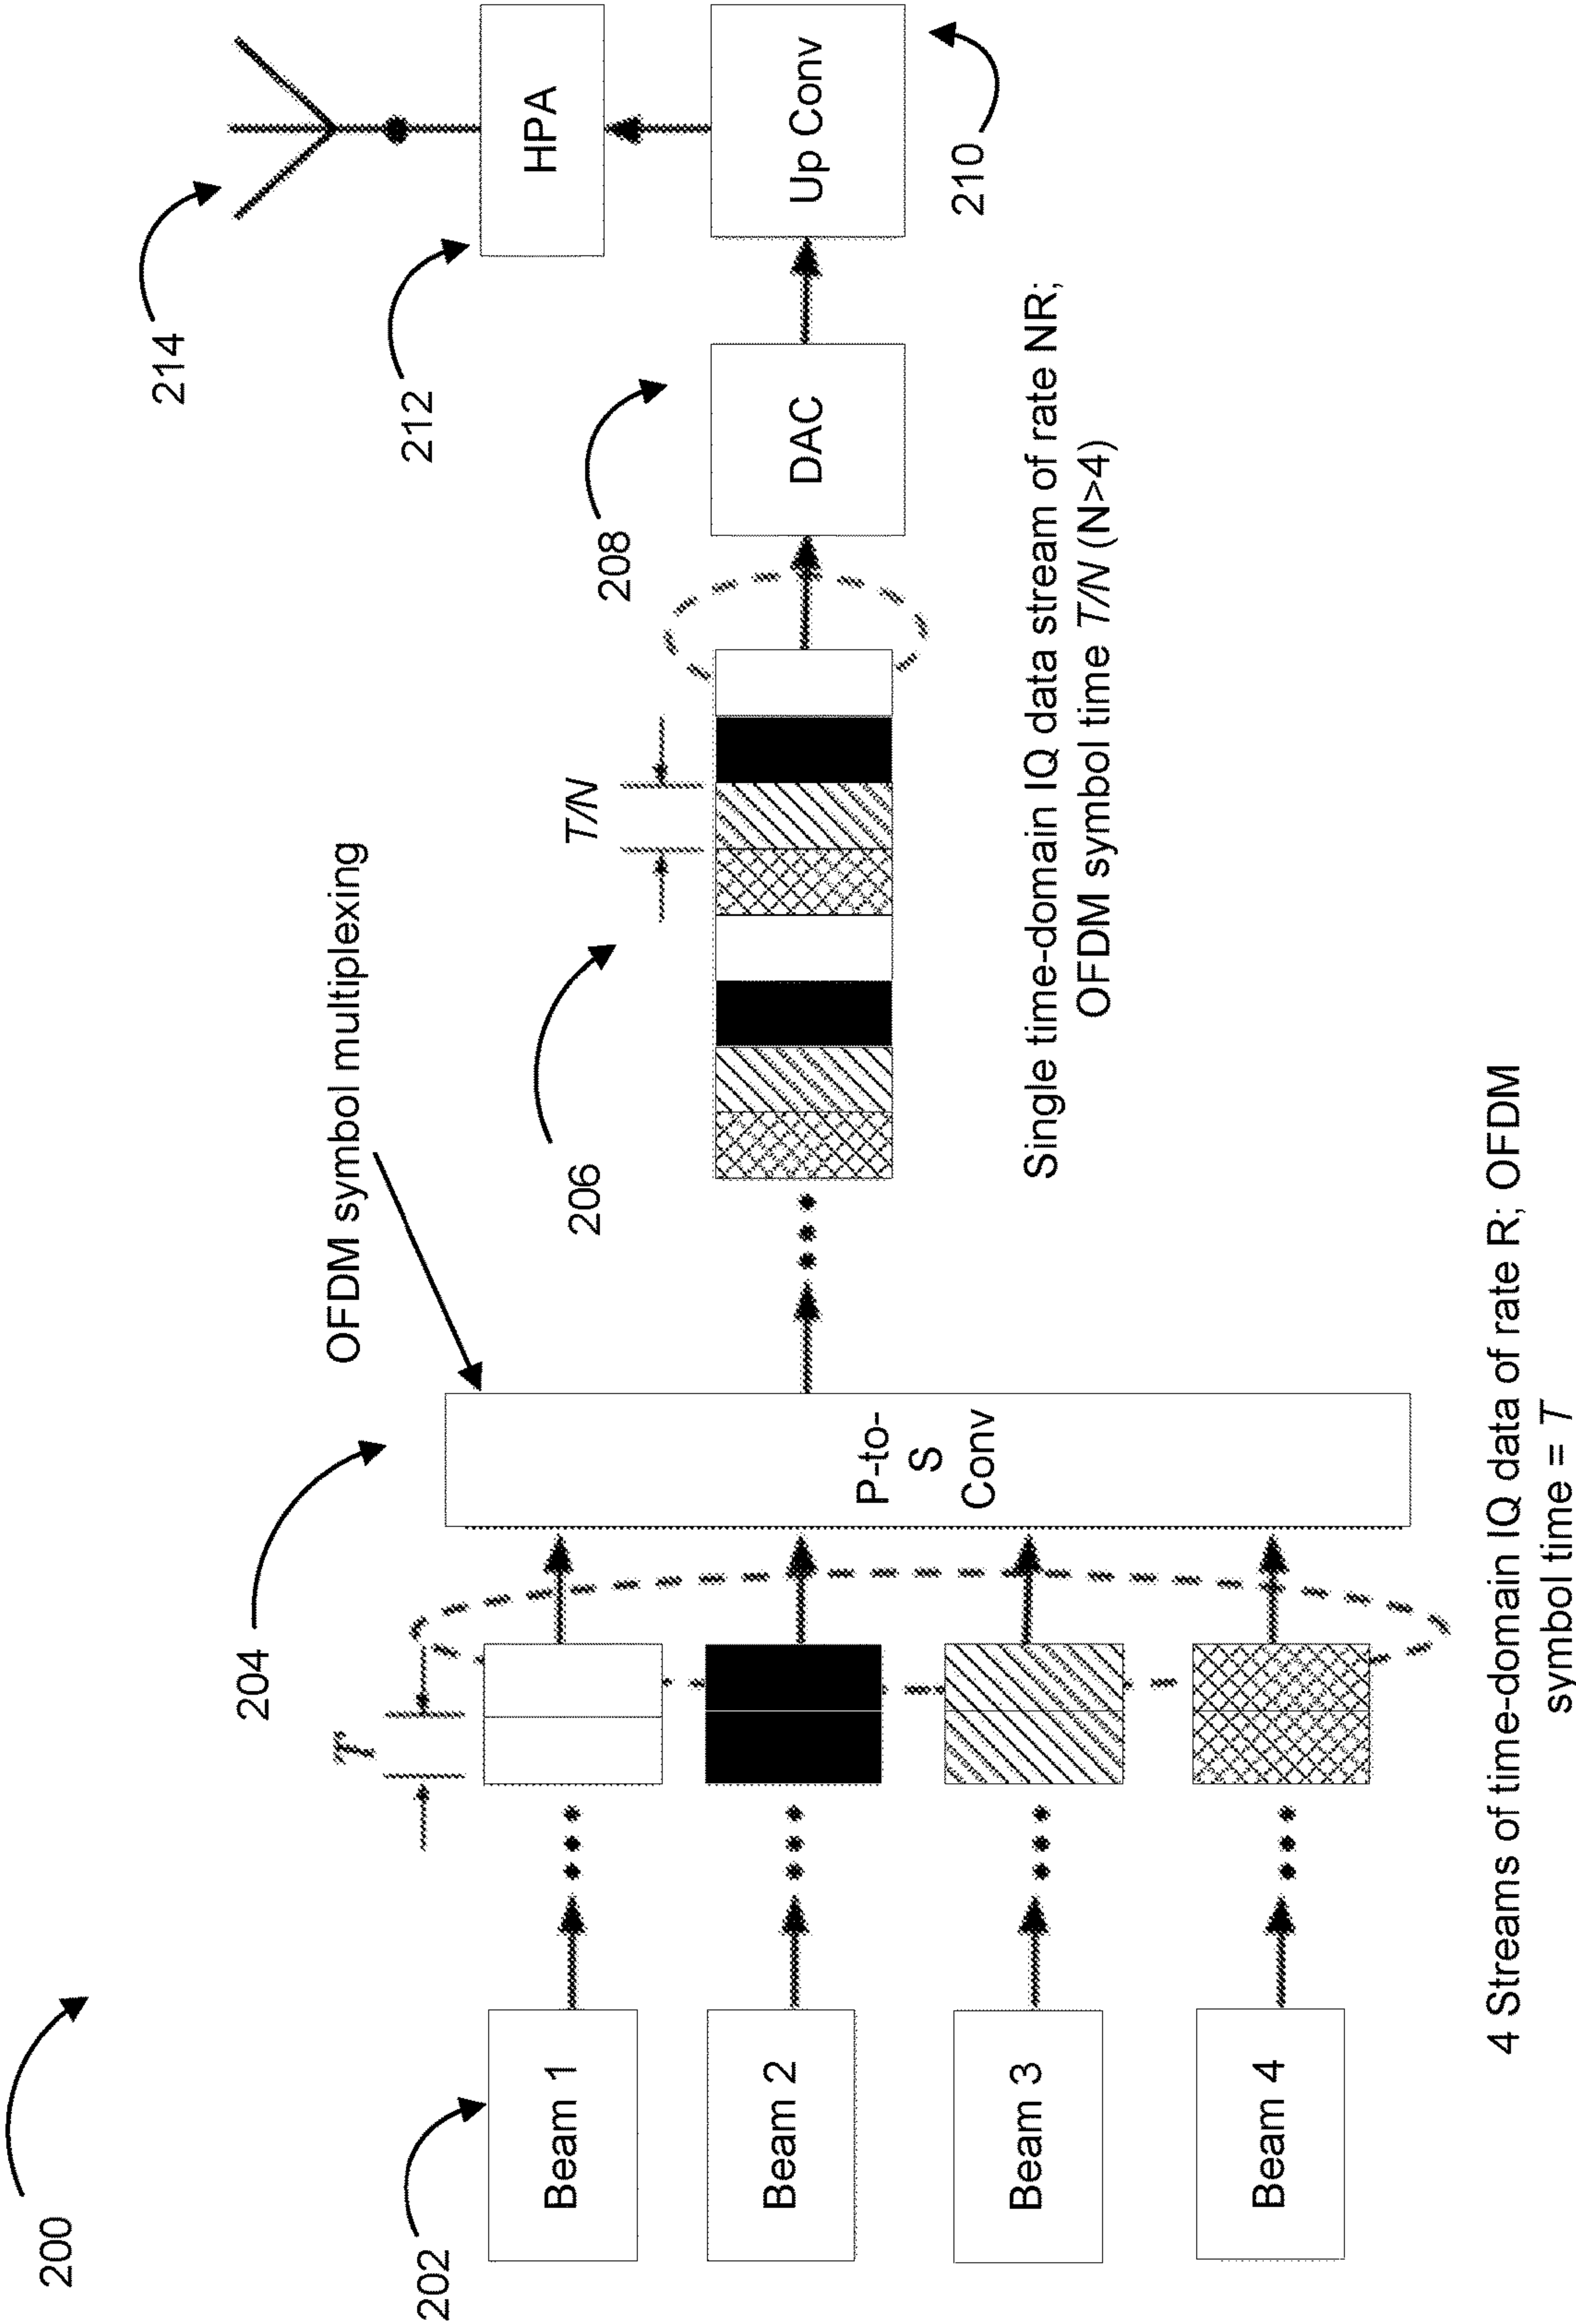 200
202
Beam 1
Beam 2
Beam 3
Beam 4
T
204
P-to-
S
Conv
OFDM symbol multiplexing
4 Streams of time-domain IQ data of rate R; OFDM
symbol time = T
206
T/N
Single time-domain IQ data stream of rate NR;
OFDM symbol time T/N (N>4)
208
DAC
210
Up Conv
212
HPA
214